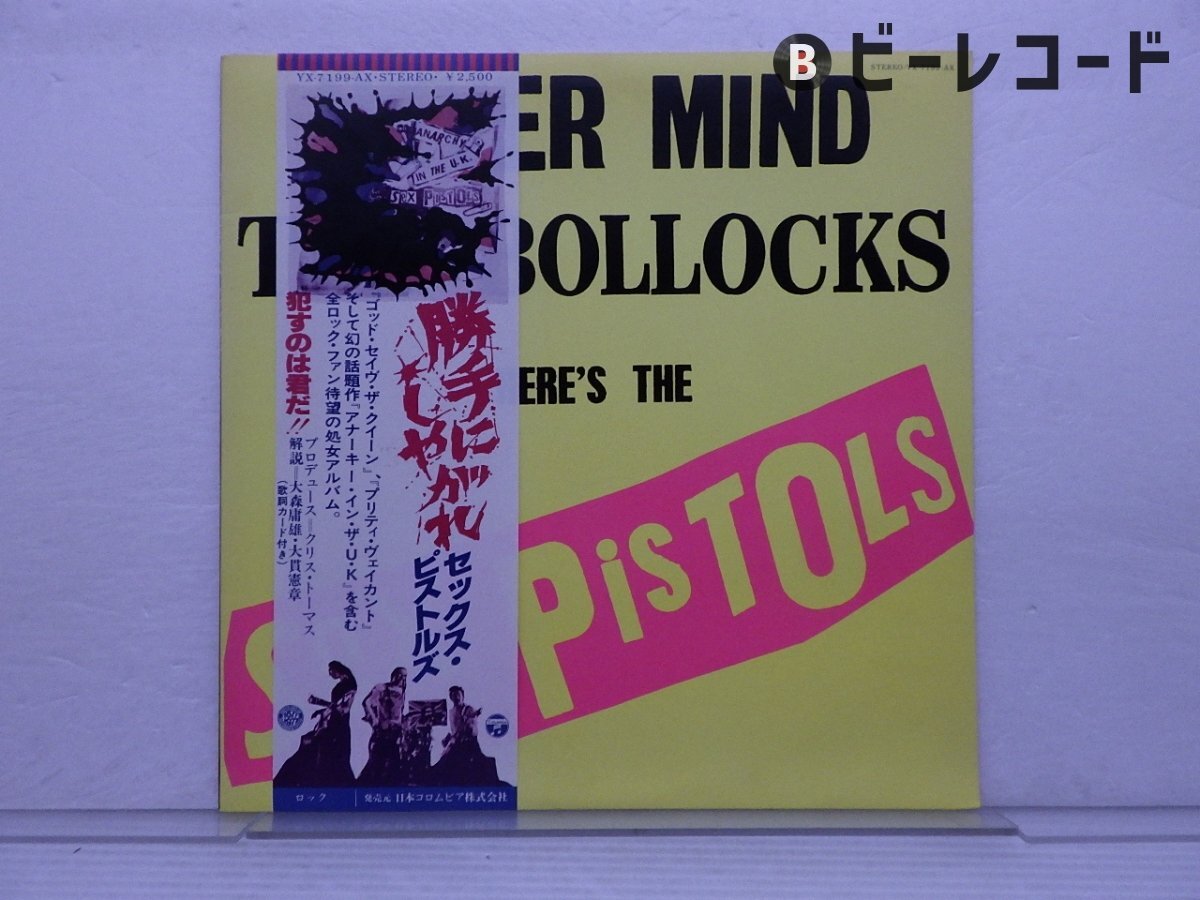 B ビーレコード
YX-7199-AX・STEREO・¥2,500
STEREO YX-7199-AX
ER MIND
T
BOLLOCKS
ERE'S THE
PiSTOLS
S
ANARCHY
IN THE U.K.
SEX PISTOLS
勝手に
しやがれ
セックス・
ピストルズ
『ゴッド・セイヴ・ザ・クイーン』、『プリティ・ヴェイカント』
そして幻の話題作『アナーキー・イン・ザ・U・K』を含む
全ロック・ファン待望の処女アルバム。
犯すのは君だ!!
プロデュース=クリス・トーマス
解説=大森庸雄・大貫憲章
(歌詞カード付き)
ロック
発売元 日本コロムビア株式会社